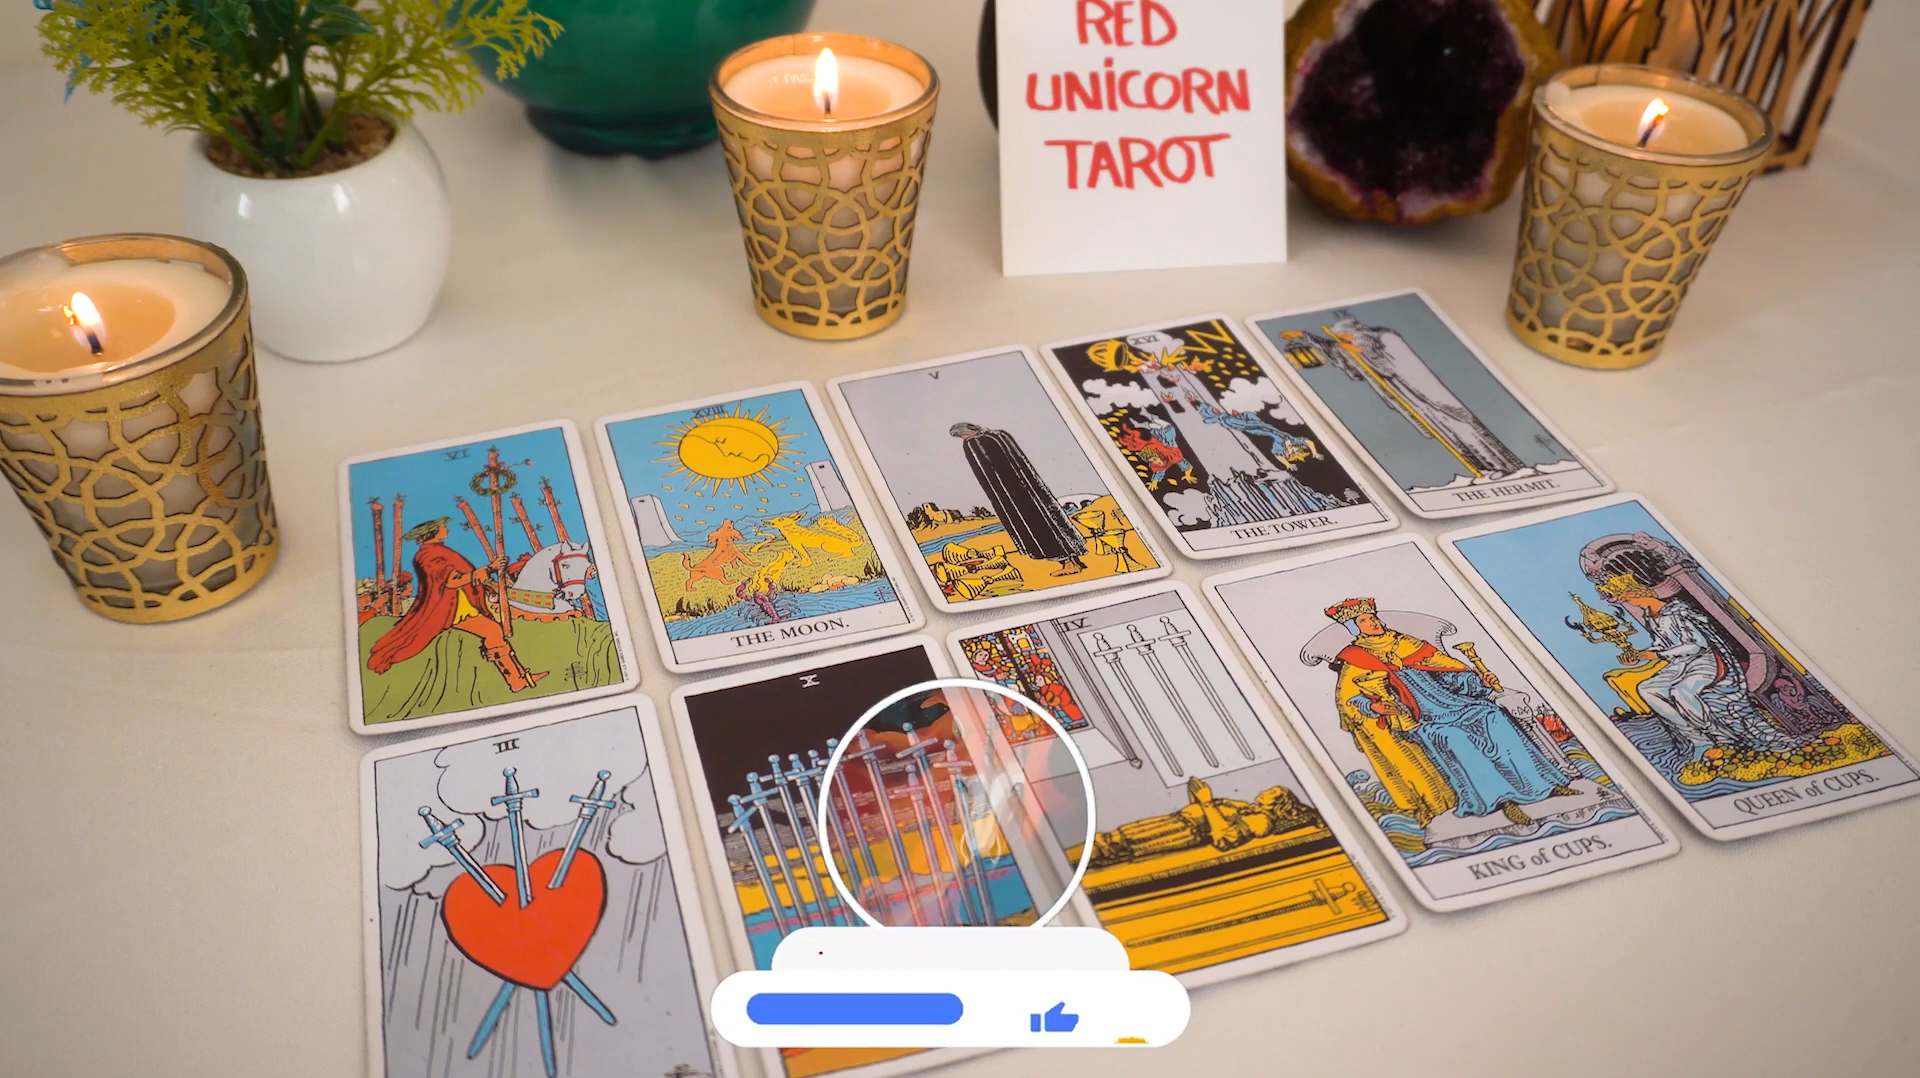 RED
UNICORN
TAROT
VI
XVIII
V
XVI
IX
THE HERMIT.
THE TOWER.
THE MOON.
III
X
IV
KING of CUPS.
QUEEN of CUPS.